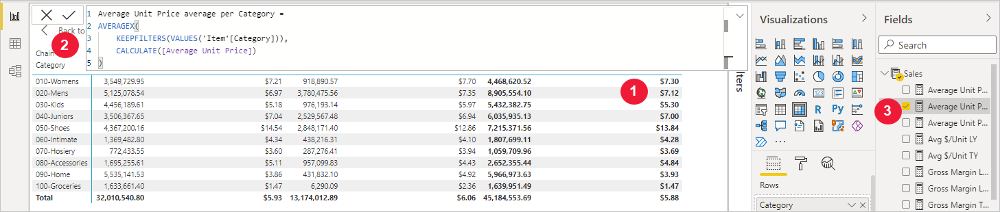 1 Average Unit Price average per Category =
2 AVERAGEX(
3 KEEPFILTERS(VALUES('Item'[Category])),
4 CALCULATE([Average Unit Price])
5 )
Back to
2
Chain
Category
010-Womens 3,549,729.95 $7.21 918,890.57 $7.70 4,468,620.52 $7.30
020-Mens 5,125,078.54 $6.97 3,780,475.56 $7.35 8,905,554.10 $7.12
030-Kids 4,456,189.61 $5.18 976,193.14 $5.97 5,432,382.75 $5.30
040-Juniors 3,506,367.65 $7.04 2,529,567.48 $6.94 6,035,935.13 $7.00
050-Shoes 4,367,200.16 $14.54 2,848,171.40 $12.86 7,215,371.56 $13.84
060-Intimate 1,369,482.80 $4.34 438,216.31 $4.10 1,807,699.11 $4.28
070-Hosiery 772,433.55 $3.60 287,276.41 $3.94 1,059,709.96 $3.69
080-Accessories 1,695,255.61 $5.11 957,099.83 $4.43 2,652,355.44 $4.84
090-Home 5,535,141.53 $3.86 431,832.10 $4.92 5,966,973.63 $3.93
100-Groceries 1,633,661.40 $1.47 6,290.09 $2.36 1,639,951.49 $1.47
Total 32,010,540.80 $5.93 13,174,012.89 $6.06 45,184,553.69 $5.88
1
lters
Visualizations
R Py
123
Rows
Category
Fields
Search
Sales
Average Unit P...
3
Average Unit P...
Average Unit P...
Avg $/Unit LY
Avg $/Unit TY
Gross Margin L...
Gross Margin L...
Gross Margin T...